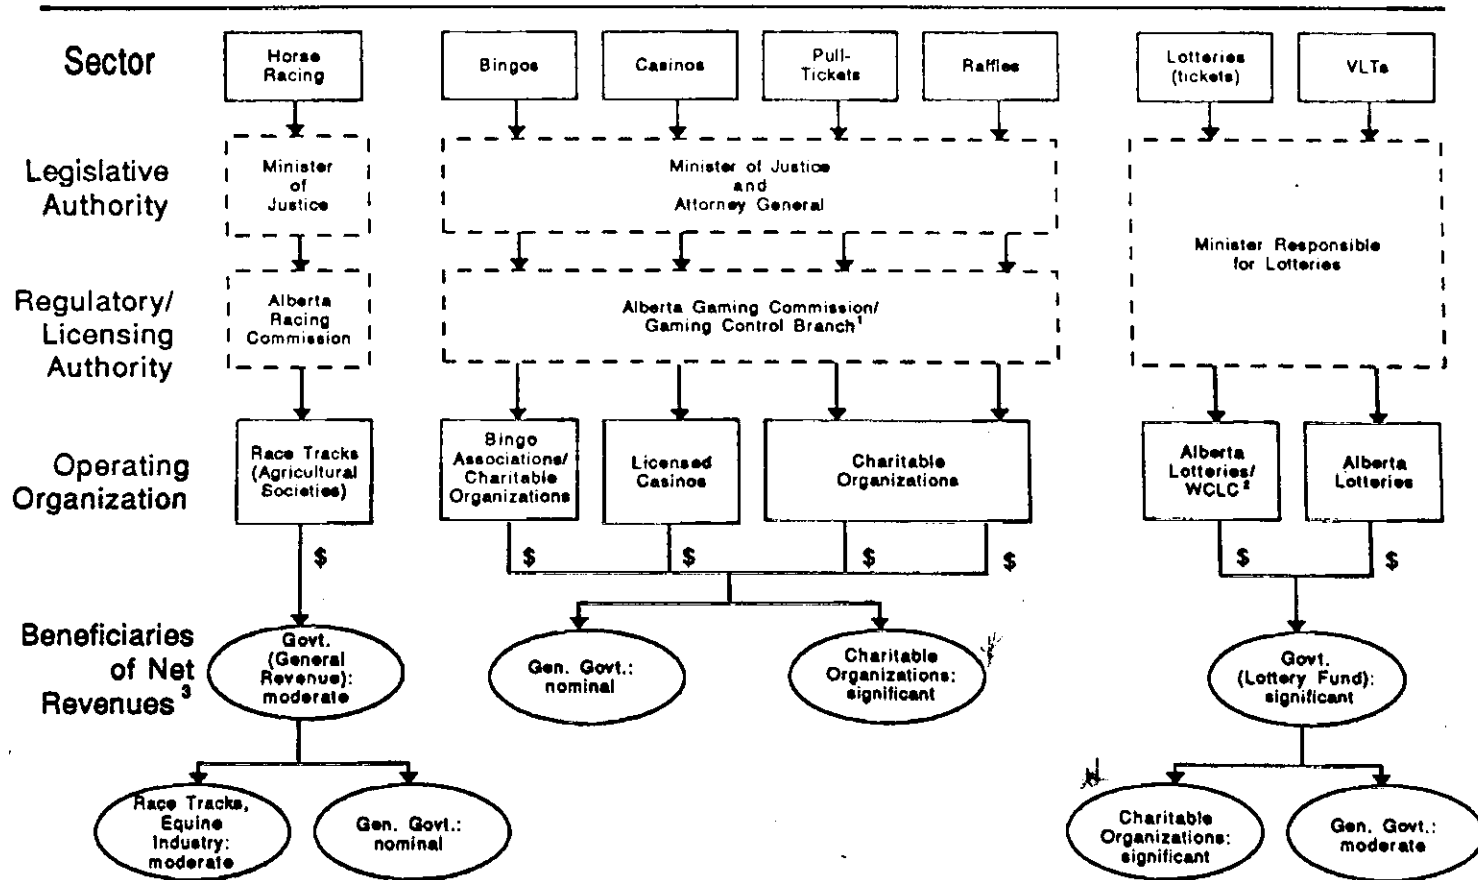 Sector
Horse
Racing
Bingos
Casinos
Pull-
Tickets
Raffles
Lotteries
(tickets)
VLTs
Legislative
Authority
Minister
of
Justice
Minister of Justice
and
Attorney General
Minister Responsible
for Lotteries
Regulatory/
Licensing
Authority
Alberta
Racing
Commission
Alberta Gaming Commission/
Gaming Control Branch¹
Operating
Organization
Race Tracks
(Agricultural
Societies)
Bingo
Associations/
Charitable
Organizations
Licensed
Casinos
Charitable
Organizations
Alberta
Lotteries/
WCLC²
Alberta
Lotteries
$
$
$
$
$
$
$
Beneficiaries
of Net
Revenues³
Govt.
(General
Revenue):
moderate
Gen. Govt.:
nominal
Charitable
Organizations:
significant
Govt.
(Lottery Fund):
significant
Race Tracks,
Equine
Industry:
moderate
Gen. Govt.:
nominal
Charitable
Organizations:
significant
Gen. Govt.:
moderate